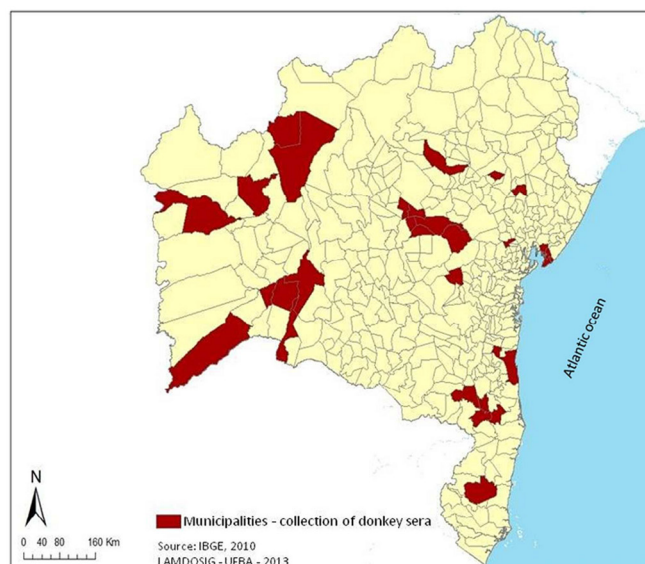 Atlantic ocean
N
0 40 80 160 Km
Municipalities - collection of donkey sera
Source: IBGE, 2010
LAMDOSIG - UFBA - 2013